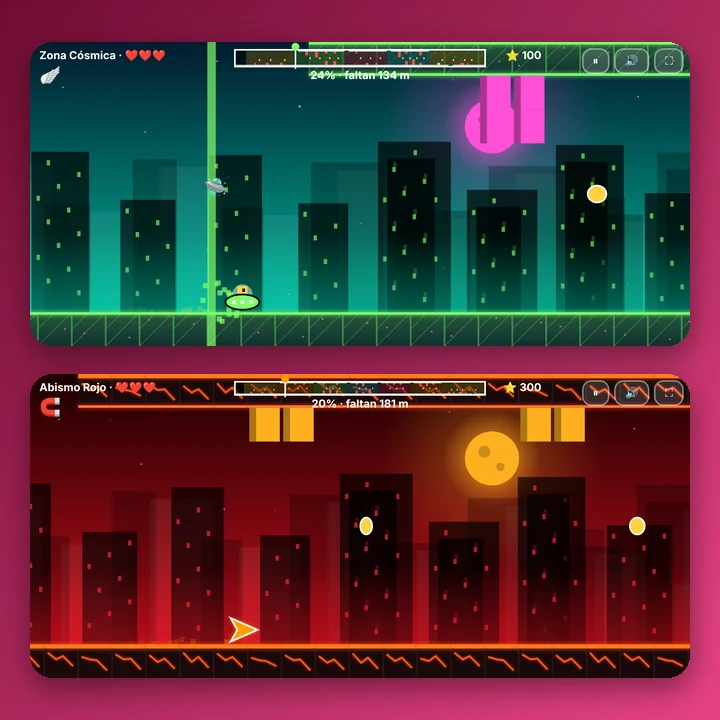 Zona Cósmica · ❤️❤️❤️
⭐ 100
24% · faltan 134 m
Abismo Rojo · ❤️❤️❤️
⭐ 300
20% · faltan 181 m